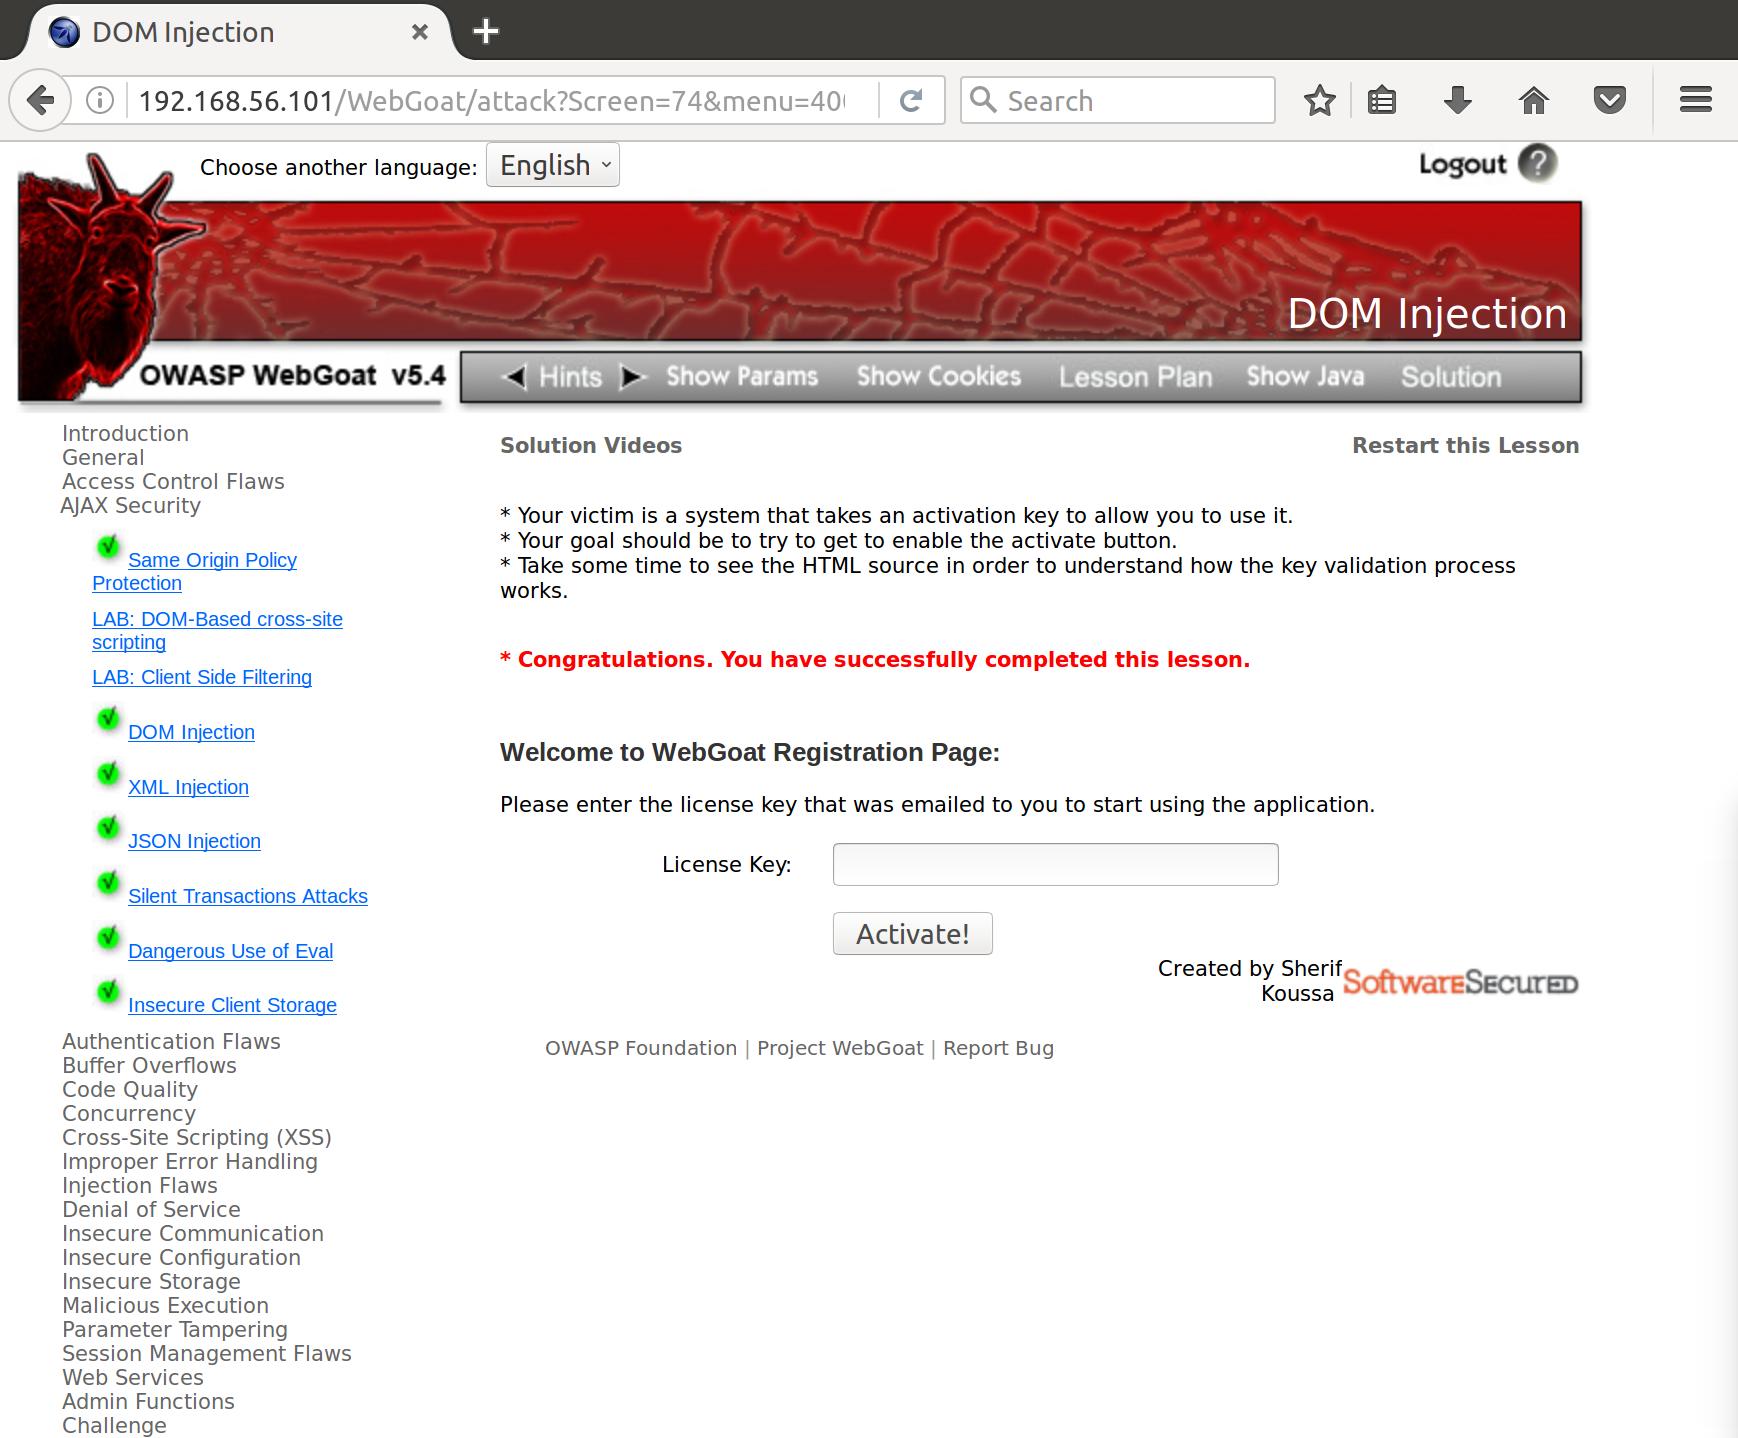 DOM Injection
192.168.56.101/WebGoat/attack?Screen=74&menu=40
Search
Choose another language: English
Logout ?
DOM Injection
OWASP WebGoat v5.4
Hints Show Params Show Cookies Lesson Plan Show Java Solution
Introduction
General
Access Control Flaws
AJAX Security
Same Origin Policy
Protection
LAB: DOM-Based cross-site
scripting
LAB: Client Side Filtering
DOM Injection
XML Injection
JSON Injection
Silent Transactions Attacks
Dangerous Use of Eval
Insecure Client Storage
Authentication Flaws
Buffer Overflows
Code Quality
Concurrency
Cross-Site Scripting (XSS)
Improper Error Handling
Injection Flaws
Denial of Service
Insecure Communication
Insecure Configuration
Insecure Storage
Malicious Execution
Parameter Tampering
Session Management Flaws
Web Services
Admin Functions
Challenge
Solution Videos
Restart this Lesson
* Your victim is a system that takes an activation key to allow you to use it.
* Your goal should be to try to get to enable the activate button.
* Take some time to see the HTML source in order to understand how the key validation process
works.
* Congratulations. You have successfully completed this lesson.
Welcome to WebGoat Registration Page:
Please enter the license key that was emailed to you to start using the application.
License Key:
Activate!
Created by Sherif
Koussa
SoftwareSecured
OWASP Foundation | Project WebGoat | Report Bug